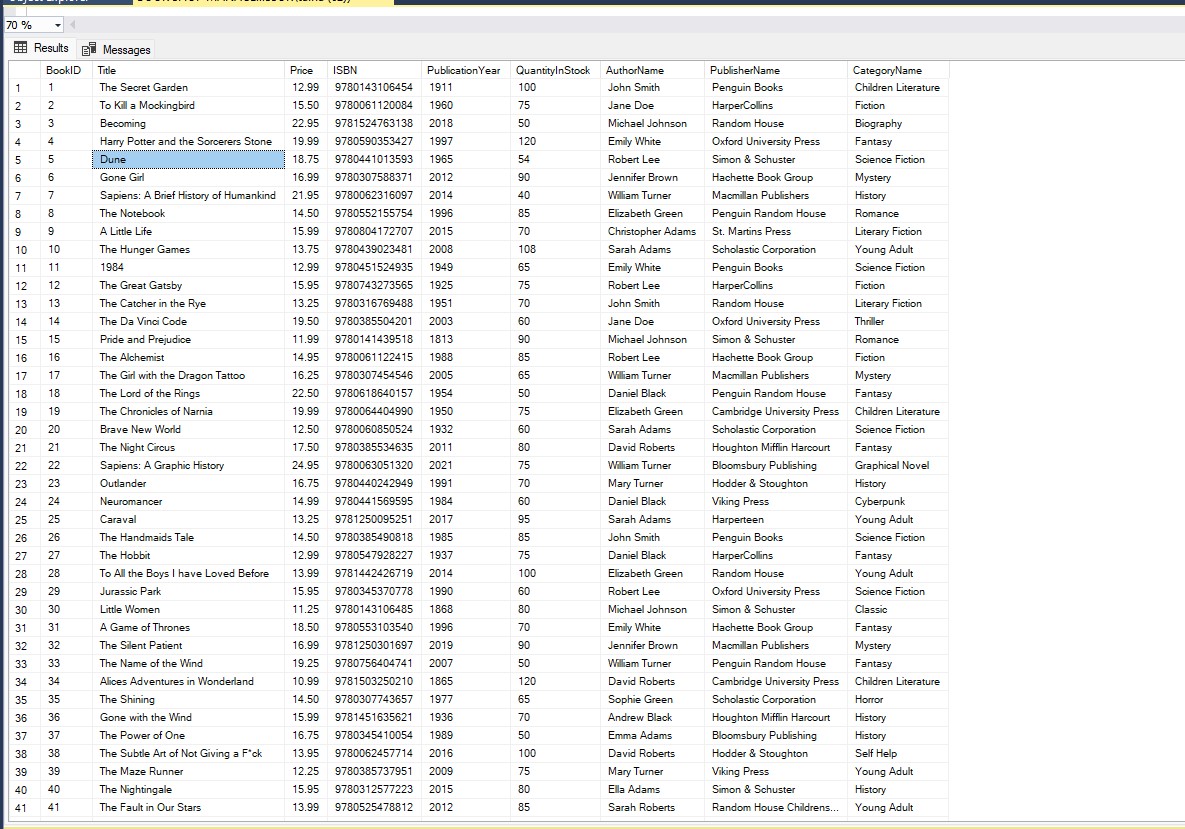 70 %
Results Messages
BookID Title Price ISBN PublicationYear QuantityInStock AuthorName PublisherName CategoryName
1 1 The Secret Garden 12.99 9780143106454 1911 100 John Smith Penguin Books Children Literature
2 2 To Kill a Mockingbird 15.50 9780061120084 1960 75 Jane Doe HarperCollins Fiction
3 3 Becoming 22.95 9781524763138 2018 50 Michael Johnson Random House Biography
4 4 Harry Potter and the Sorcerers Stone 19.99 9780590353427 1997 120 Emily White Oxford University Press Fantasy
5 5 Dune 18.75 9780441013593 1965 54 Robert Lee Simon & Schuster Science Fiction
6 6 Gone Girl 16.99 9780307588371 2012 90 Jennifer Brown Hachette Book Group Mystery
7 7 Sapiens: A Brief History of Humankind 21.95 9780062316097 2014 40 William Turner Macmillan Publishers History
8 8 The Notebook 14.50 9780552155754 1996 85 Elizabeth Green Penguin Random House Romance
9 9 A Little Life 15.99 9780804172707 2015 70 Christopher Adams St. Martins Press Literary Fiction
10 10 The Hunger Games 13.75 9780439023481 2008 108 Sarah Adams Scholastic Corporation Young Adult
11 11 1984 12.99 9780451524935 1949 65 Emily White Penguin Books Science Fiction
12 12 The Great Gatsby 15.95 9780743273565 1925 75 Robert Lee HarperCollins Fiction
13 13 The Catcher in the Rye 13.25 9780316769488 1951 70 John Smith Random House Literary Fiction
14 14 The Da Vinci Code 19.50 9780385504201 2003 60 Jane Doe Oxford University Press Thriller
15 15 Pride and Prejudice 11.99 9780141439518 1813 90 Michael Johnson Simon & Schuster Romance
16 16 The Alchemist 14.95 9780061122415 1988 85 Robert Lee Hachette Book Group Fiction
17 17 The Girl with the Dragon Tattoo 16.25 9780307454546 2005 65 William Turner Macmillan Publishers Mystery
18 18 The Lord of the Rings 22.50 9780618640157 1954 50 Daniel Black Penguin Random House Fantasy
19 19 The Chronicles of Narnia 19.99 9780064404990 1950 75 Elizabeth Green Cambridge University Press Children Literature
20 20 Brave New World 12.50 9780060850524 1932 60 Sarah Adams Scholastic Corporation Science Fiction
21 21 The Night Circus 17.50 9780385534635 2011 80 David Roberts Houghton Mifflin Harcourt Fantasy
22 22 Sapiens: A Graphic History 24.95 9780063051320 2021 75 William Turner Bloomsbury Publishing Graphical Novel
23 23 Outlander 16.75 9780440242949 1991 70 Mary Turner Hodder & Stoughton History
24 24 Neuromancer 14.99 9780441569595 1984 60 Daniel Black Viking Press Cyberpunk
25 25 Caraval 13.25 9781250095251 2017 95 Sarah Adams Harperteen Young Adult
26 26 The Handmaids Tale 14.50 9780385490818 1985 85 John Smith Penguin Books Science Fiction
27 27 The Hobbit 12.99 9780547928227 1937 75 Daniel Black HarperCollins Fantasy
28 28 To All the Boys I have Loved Before 13.99 9781442426719 2014 100 Elizabeth Green Random House Young Adult
29 29 Jurassic Park 15.95 9780345370778 1990 60 Robert Lee Oxford University Press Science Fiction
30 30 Little Women 11.25 9780143106485 1868 80 Michael Johnson Simon & Schuster Classic
31 31 A Game of Thrones 18.50 9780553103540 1996 70 Emily White Hachette Book Group Fantasy
32 32 The Silent Patient 16.99 9781250301697 2019 90 Jennifer Brown Macmillan Publishers Mystery
33 33 The Name of the Wind 19.25 9780756404741 2007 50 William Turner Penguin Random House Fantasy
34 34 Alices Adventures in Wonderland 10.99 9781503250210 1865 120 David Roberts Cambridge University Press Children Literature
35 35 The Shining 14.50 9780307743657 1977 65 Sophie Green Scholastic Corporation Horror
36 36 Gone with the Wind 15.99 9781451635621 1936 70 Andrew Black Houghton Mifflin Harcourt History
37 37 The Power of One 16.75 9780345410054 1989 50 Emma Adams Bloomsbury Publishing History
38 38 The Subtle Art of Not Giving a F*ck 13.95 9780062457714 2016 100 David Roberts Hodder & Stoughton Self Help
39 39 The Maze Runner 12.25 9780385737951 2009 75 Mary Turner Viking Press Young Adult
40 40 The Nightingale 15.95 9780312577223 2015 80 Ella Adams Simon & Schuster History
41 41 The Fault in Our Stars 13.99 9780525478812 2012 85 Sarah Roberts Random House Childrens... Young Adult